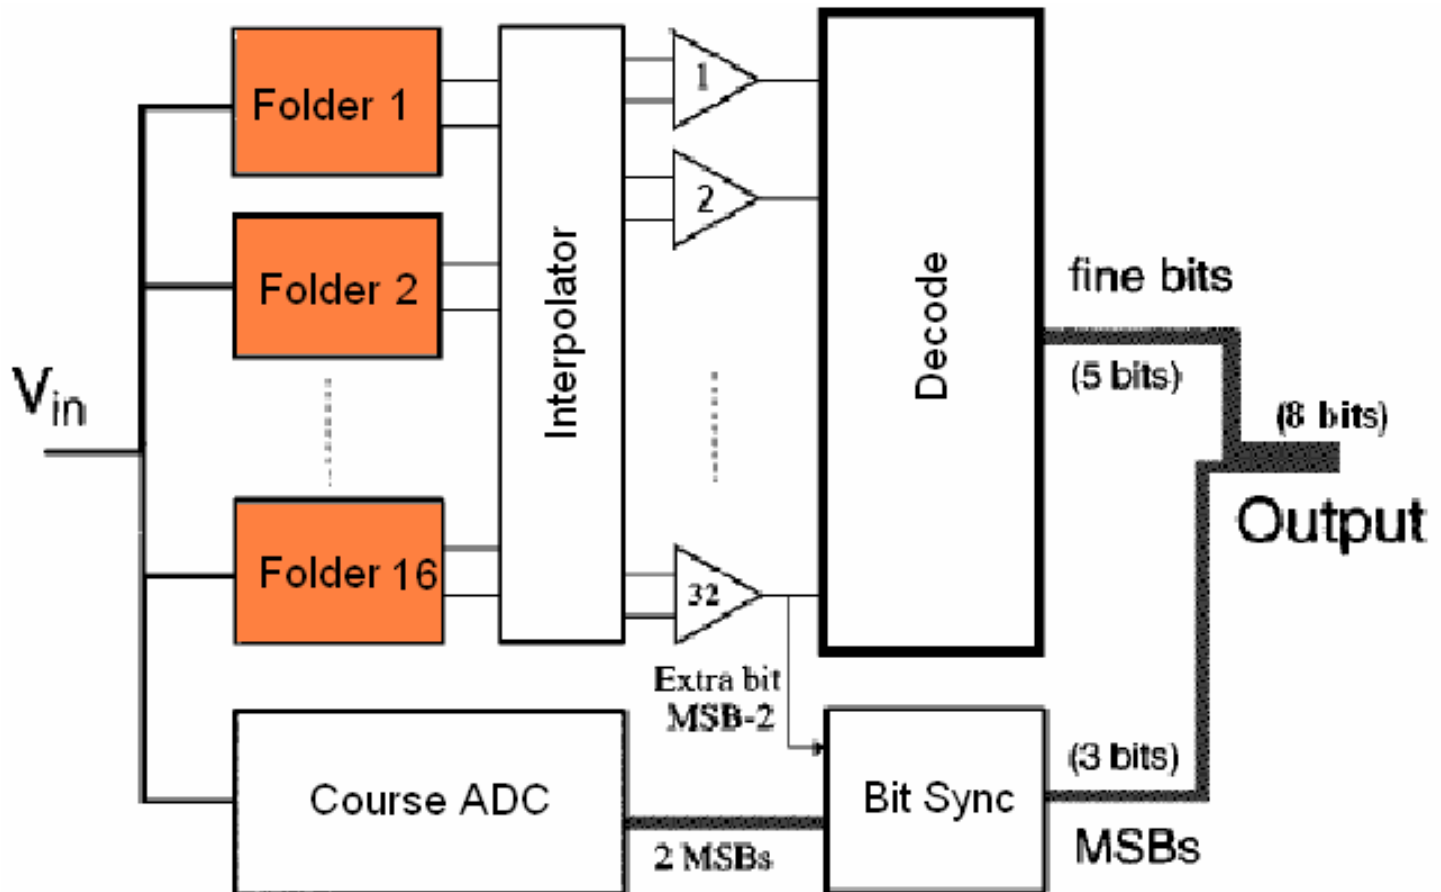 Folder 1
Folder 2
Folder 16
V_in
Interpolator
1
2
32
Decode
fine bits
(5 bits)
(8 bits)
Output
Extra bit
MSB-2
Course ADC
2 MSBs
Bit Sync
(3 bits)
MSBs